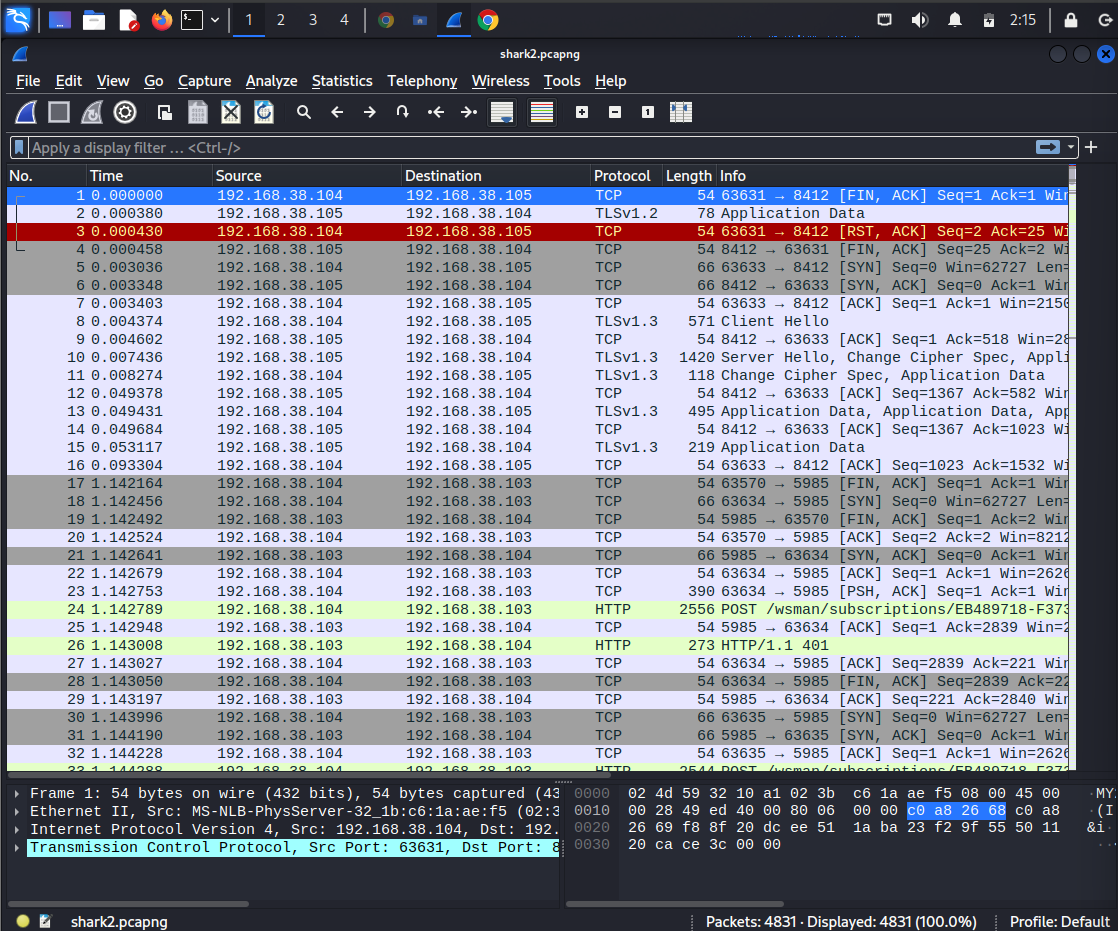 1 2 3 4 2:15
shark2.pcapng
File Edit View Go Capture Analyze Statistics Telephony Wireless Tools Help
Apply a display filter … <Ctrl-/>
No. Time Source Destination Protocol Length Info
1 0.000000 192.168.38.104 192.168.38.105 TCP 54 63631 → 8412 [FIN, ACK] Seq=1 Ack=1 Win
2 0.000380 192.168.38.105 192.168.38.104 TLSv1.2 78 Application Data
3 0.000430 192.168.38.104 192.168.38.105 TCP 54 63631 → 8412 [RST, ACK] Seq=2 Ack=25 Wi
4 0.000458 192.168.38.105 192.168.38.104 TCP 54 8412 → 63631 [FIN, ACK] Seq=25 Ack=2 Wi
5 0.003036 192.168.38.104 192.168.38.105 TCP 66 63633 → 8412 [SYN] Seq=0 Win=62727 Len=
6 0.003348 192.168.38.105 192.168.38.104 TCP 66 8412 → 63633 [SYN, ACK] Seq=0 Ack=1 Win
7 0.003403 192.168.38.104 192.168.38.105 TCP 54 63633 → 8412 [ACK] Seq=1 Ack=1 Win=2150
8 0.004374 192.168.38.104 192.168.38.105 TLSv1.3 571 Client Hello
9 0.004602 192.168.38.105 192.168.38.104 TCP 54 8412 → 63633 [ACK] Seq=1 Ack=518 Win=28
10 0.007436 192.168.38.105 192.168.38.104 TLSv1.3 1420 Server Hello, Change Cipher Spec, Appli
11 0.008274 192.168.38.104 192.168.38.105 TLSv1.3 118 Change Cipher Spec, Application Data
12 0.049378 192.168.38.105 192.168.38.104 TCP 54 8412 → 63633 [ACK] Seq=1367 Ack=582 Win
13 0.049431 192.168.38.104 192.168.38.105 TLSv1.3 495 Application Data, Application Data, App
14 0.049684 192.168.38.105 192.168.38.104 TCP 54 8412 → 63633 [ACK] Seq=1367 Ack=1023 Wi
15 0.053117 192.168.38.105 192.168.38.104 TLSv1.3 219 Application Data
16 0.093304 192.168.38.104 192.168.38.105 TCP 54 63633 → 8412 [ACK] Seq=1023 Ack=1532 Wi
17 1.142164 192.168.38.104 192.168.38.103 TCP 54 63570 → 5985 [FIN, ACK] Seq=1 Ack=1 Win
18 1.142456 192.168.38.104 192.168.38.103 TCP 66 63634 → 5985 [SYN] Seq=0 Win=62727 Len=
19 1.142492 192.168.38.103 192.168.38.104 TCP 54 5985 → 63570 [FIN, ACK] Seq=1 Ack=2 Win
20 1.142524 192.168.38.104 192.168.38.103 TCP 54 63570 → 5985 [ACK] Seq=2 Ack=2 Win=8212
21 1.142641 192.168.38.103 192.168.38.104 TCP 66 5985 → 63634 [SYN, ACK] Seq=0 Ack=1 Win
22 1.142679 192.168.38.104 192.168.38.103 TCP 54 63634 → 5985 [ACK] Seq=1 Ack=1 Win=2626
23 1.142753 192.168.38.104 192.168.38.103 TCP 390 63634 → 5985 [PSH, ACK] Seq=1 Ack=1 Win
24 1.142789 192.168.38.104 192.168.38.103 HTTP 2556 POST /wsman/subscriptions/EB489718-F373
25 1.142948 192.168.38.103 192.168.38.104 TCP 54 5985 → 63634 [ACK] Seq=1 Ack=2839 Win=2
26 1.143008 192.168.38.103 192.168.38.104 HTTP 273 HTTP/1.1 401
27 1.143027 192.168.38.104 192.168.38.103 TCP 54 63634 → 5985 [ACK] Seq=2839 Ack=221 Win
28 1.143050 192.168.38.104 192.168.38.103 TCP 54 63634 → 5985 [FIN, ACK] Seq=2839 Ack=22
29 1.143197 192.168.38.103 192.168.38.104 TCP 54 5985 → 63634 [ACK] Seq=221 Ack=2840 Win
30 1.143996 192.168.38.104 192.168.38.103 TCP 66 63635 → 5985 [SYN] Seq=0 Win=62727 Len=
31 1.144190 192.168.38.103 192.168.38.104 TCP 66 5985 → 63635 [SYN, ACK] Seq=0 Ack=1 Win
32 1.144228 192.168.38.104 192.168.38.103 TCP 54 63635 → 5985 [ACK] Seq=1 Ack=1 Win=2626
33 1.144288 192.168.38.104 192.168.38.103 HTTP 2544 POST /wsman/subscriptions/EB489718-F373
Frame 1: 54 bytes on wire (432 bits), 54 bytes captured (43
Ethernet II, Src: MS-NLB-PhysServer-32_1b:c6:1a:ae:f5 (02:3
Internet Protocol Version 4, Src: 192.168.38.104, Dst: 192.
Transmission Control Protocol, Src Port: 63631, Dst Port: 8
0000 02 4d 59 32 10 a1 02 3b c6 1a ae f5 08 00 45 00 ·MY
0010 00 28 49 ed 40 00 80 06 00 00 c0 a8 26 68 c0 a8 ·(I
0020 26 69 f8 8f 20 dc ee 51 1a ba 23 f2 9f 55 50 11 &i·
0030 20 ca ce 3c 00 00 ··
shark2.pcapng Packets: 4831 · Displayed: 4831 (100.0%) Profile: Default